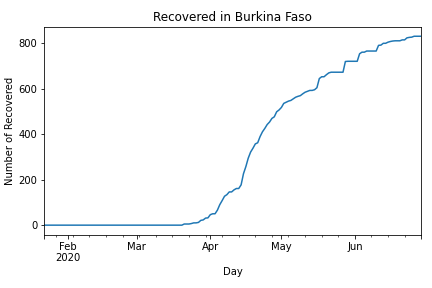 Recovered in Burkina Faso
Number of Recovered
800
600
400
200
0
Feb
2020
Mar
Apr
May
Jun
Day